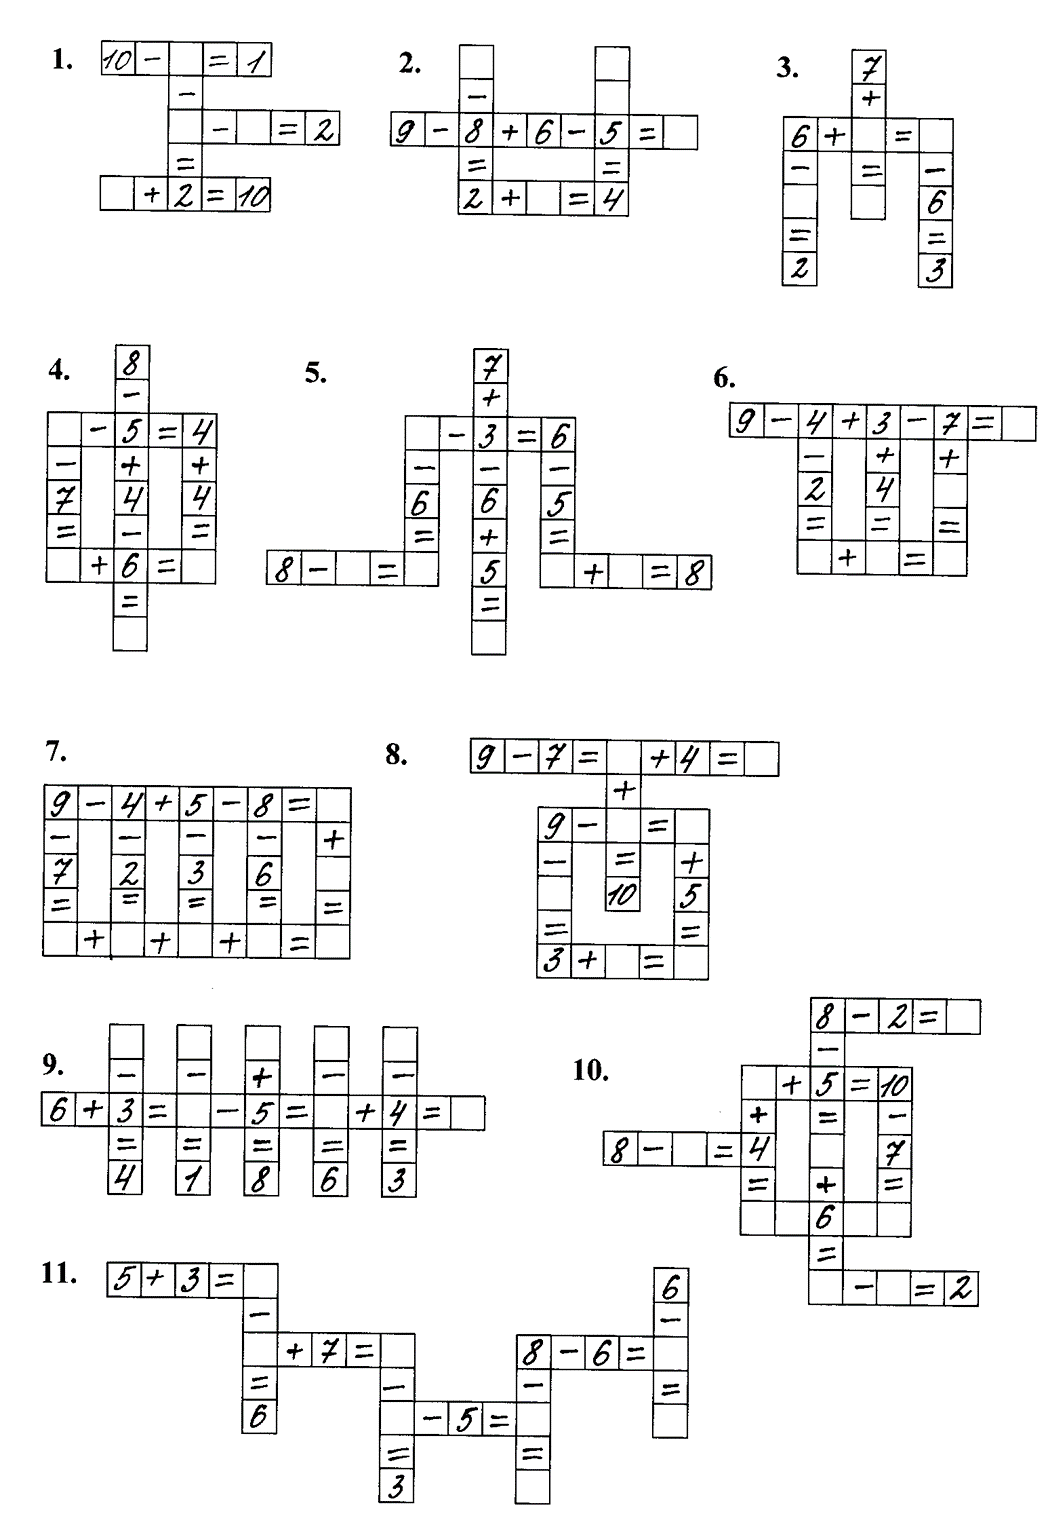 1.
10 - = 1
-
- = 2
=
+ 2 = 10
2.
- 
9 - 8 + 6 - 5 =
= =
2 + = 4
3.
7
+
6 + =
- = -
6
= =
2 3
4.
8
-
- 5 = 4
- + +
7 4 4
= - =
+ 6 =
=
5.
7
+
- 3 = 6
- - -
6 6 5
= + =
8 - = 5 + = 8
=
6.
9 - 4 + 3 - 7 =
- + +
2 4
= = =
+ =
7.
9 - 4 + 5 - 8 =
- - - - +
7 2 3 6
= = = = =
+ + + =
8.
9 - 7 = + 4 =
+
9 - =
- = +
10 5
= =
3 + =
9.
- - + - -
6 + 3 = - 5 = + 4 =
= = = = =
4 1 8 6 3
10.
8 - 2 =
-
+ 5 = 10
+ = -
8 - = 4 7
= + =
6
=
- = 2
11.
5 + 3 = 6
- -
+ 7 = 8 - 6 =
= - - =
6 - 5 =
= =
3